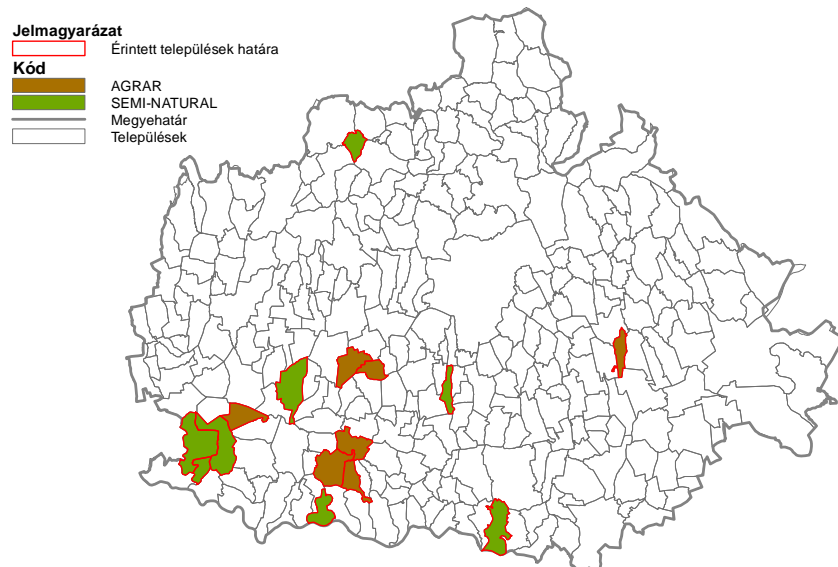 Jelmagyarázat
Érintett települések határa
Kód
AGRAR
SEMI-NATURAL
Megyehatár
Települések